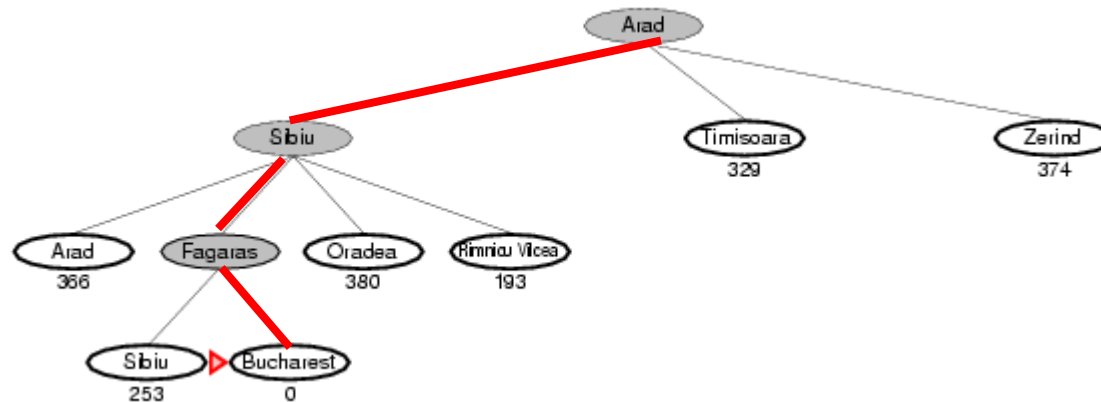 Arad
Sibiu
Timisoara
Zerind
329
374
Arad
Fagaras
Oradea
Rimnicu Vilcea
366
380
193
Sibiu
Bucharest
253
0